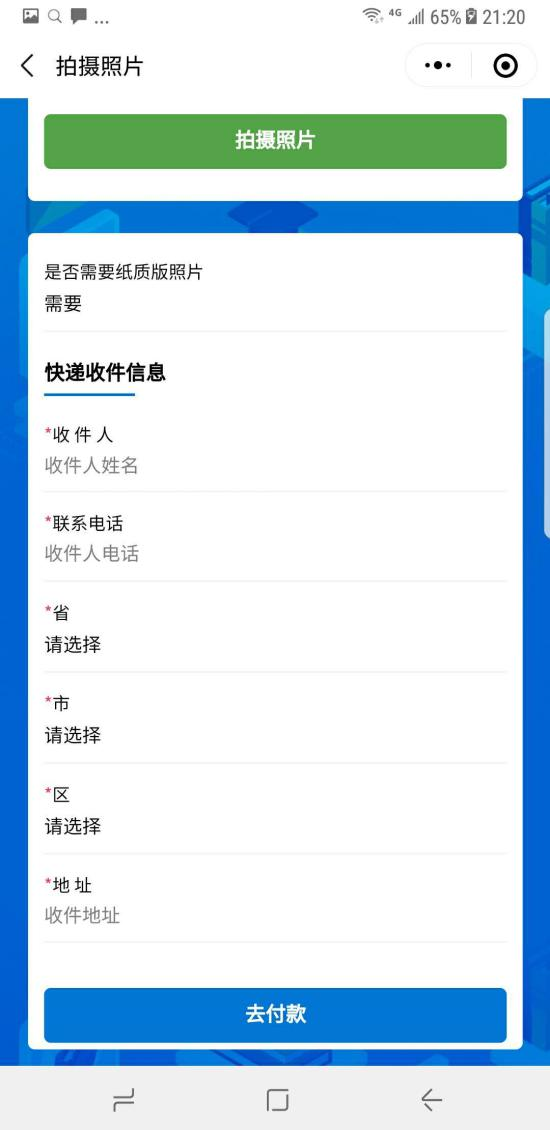 ... 4G 65% 21:20
拍摄照片
拍摄照片
是否需要纸质版照片
需要
快递收件信息
*收 件 人
收件人姓名
*联系电话
收件人电话
*省
请选择
*市
请选择
*区
请选择
*地 址
收件地址
去付款